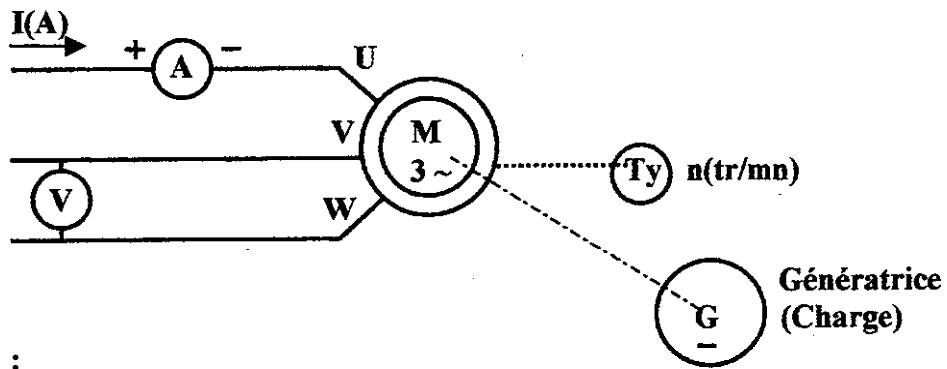 I(A)
+ A − U
V M
3 ~
Ty n(tr/mn)
V
W
Génératrice
(Charge)
G
: